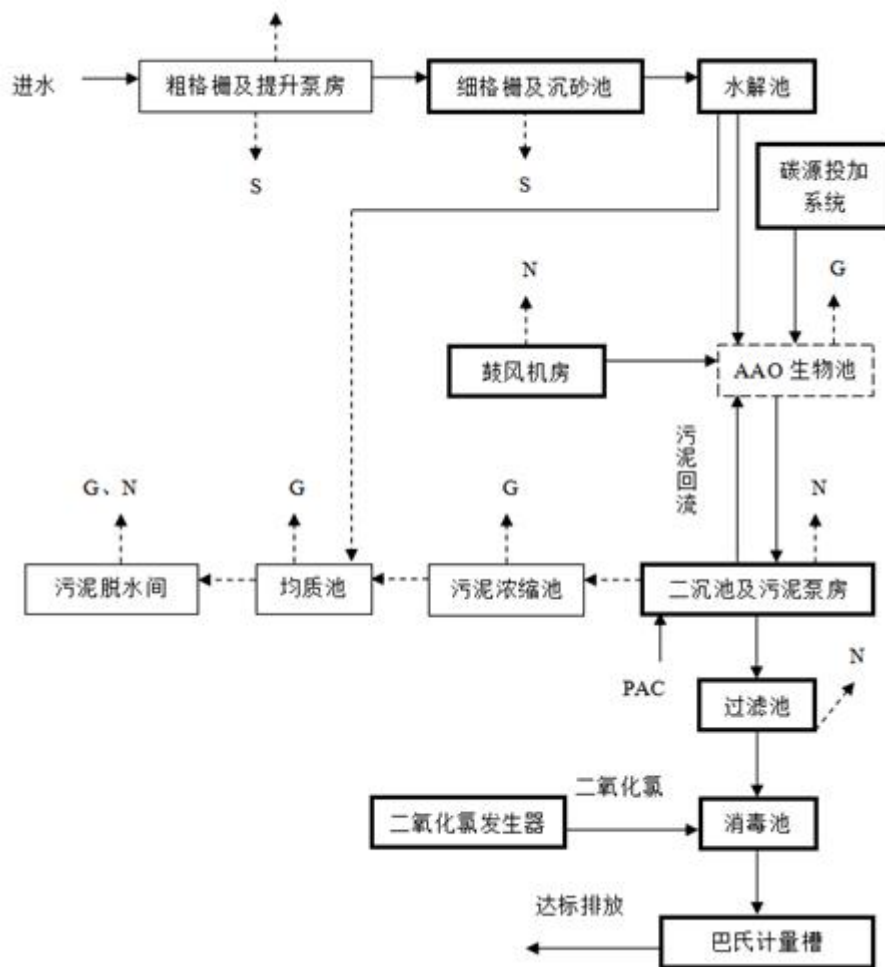 进水
粗格栅及提升泵房
细格栅及沉砂池
水解池
S
S
碳源投加
系统
N
G
鼓风机房
AAO 生物池
污泥回流
G、N
G
G
N
污泥脱水间
均质池
污泥浓缩池
二沉池及污泥泵房
PAC
N
过滤池
二氧化氯
二氧化氯发生器
消毒池
达标排放
巴氏计量槽